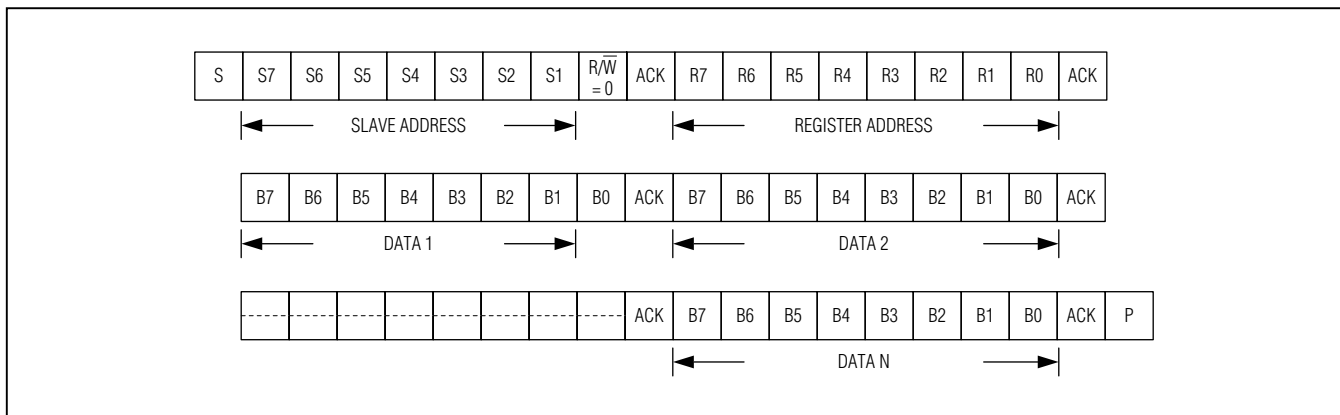 S S7 S6 S5 S4 S3 S2 S1 R/W̅ = 0 ACK R7 R6 R5 R4 R3 R2 R1 R0 ACK
SLAVE ADDRESS REGISTER ADDRESS
B7 B6 B5 B4 B3 B2 B1 B0 ACK B7 B6 B5 B4 B3 B2 B1 B0 ACK
DATA 1 DATA 2
ACK B7 B6 B5 B4 B3 B2 B1 B0 ACK P
DATA N